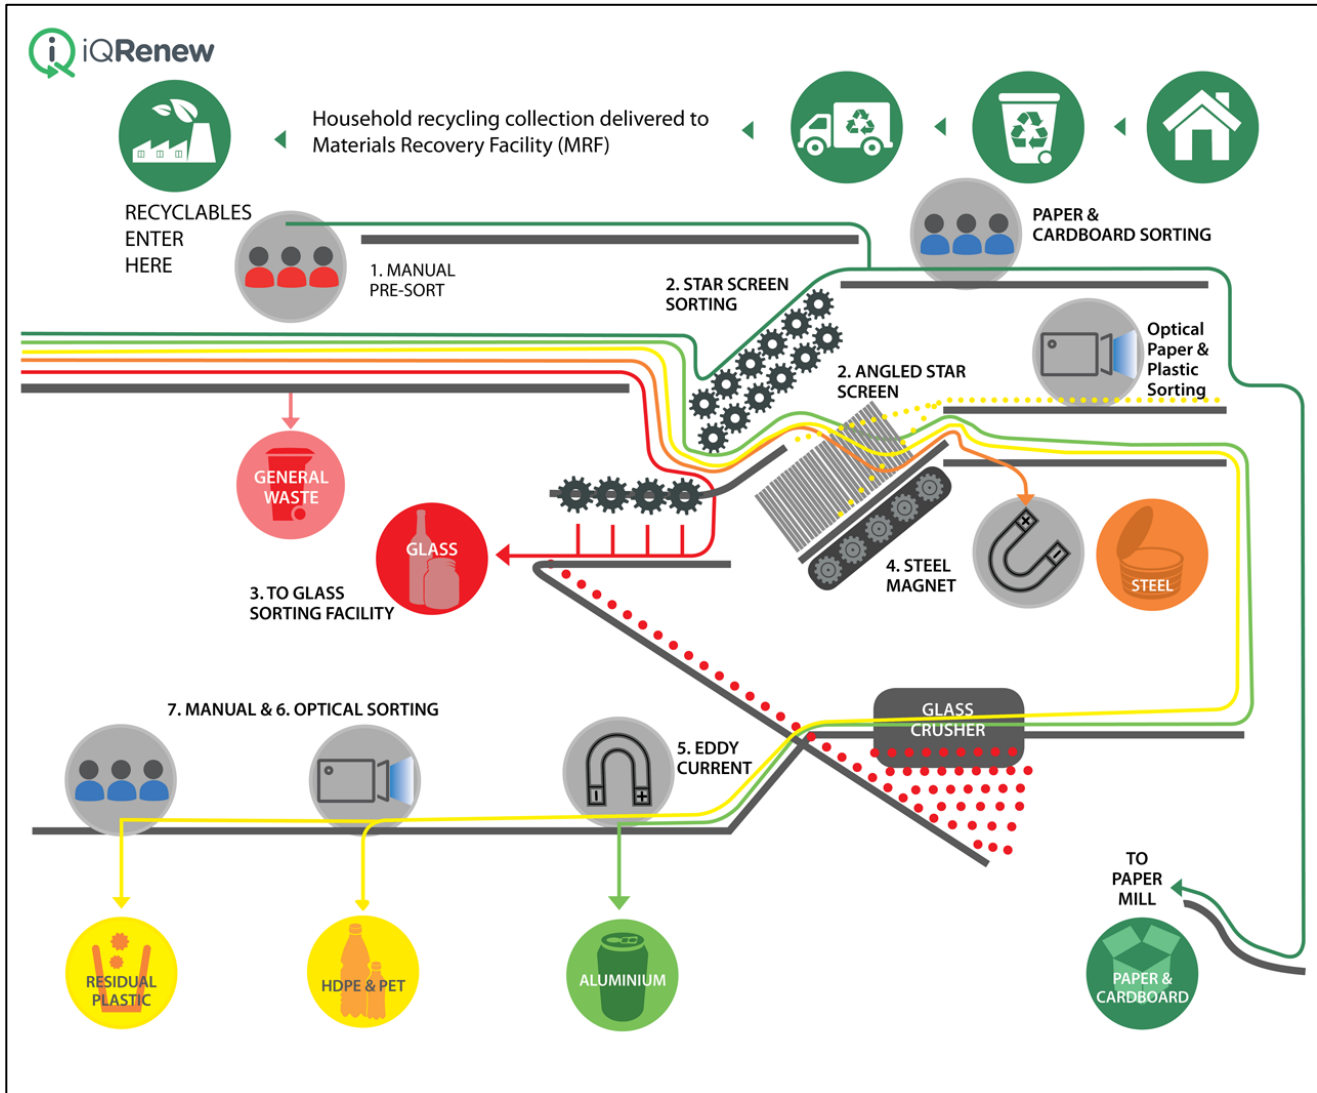 iQRenew
Household recycling collection delivered to
Materials Recovery Facility (MRF)
RECYCLABLES
ENTER
HERE
1. MANUAL
PRE-SORT
2. STAR SCREEN
SORTING
PAPER &
CARDBOARD SORTING
Optical
Paper &
Plastic
Sorting
2. ANGLED STAR
SCREEN
GENERAL
WASTE
GLASS
3. TO GLASS
SORTING FACILITY
4. STEEL
MAGNET
STEEL
7. MANUAL & 6. OPTICAL SORTING
5. EDDY
CURRENT
GLASS
CRUSHER
TO
PAPER
MILL
RESIDUAL
PLASTIC
HDPE & PET
ALUMINIUM
PAPER &
CARDBOARD